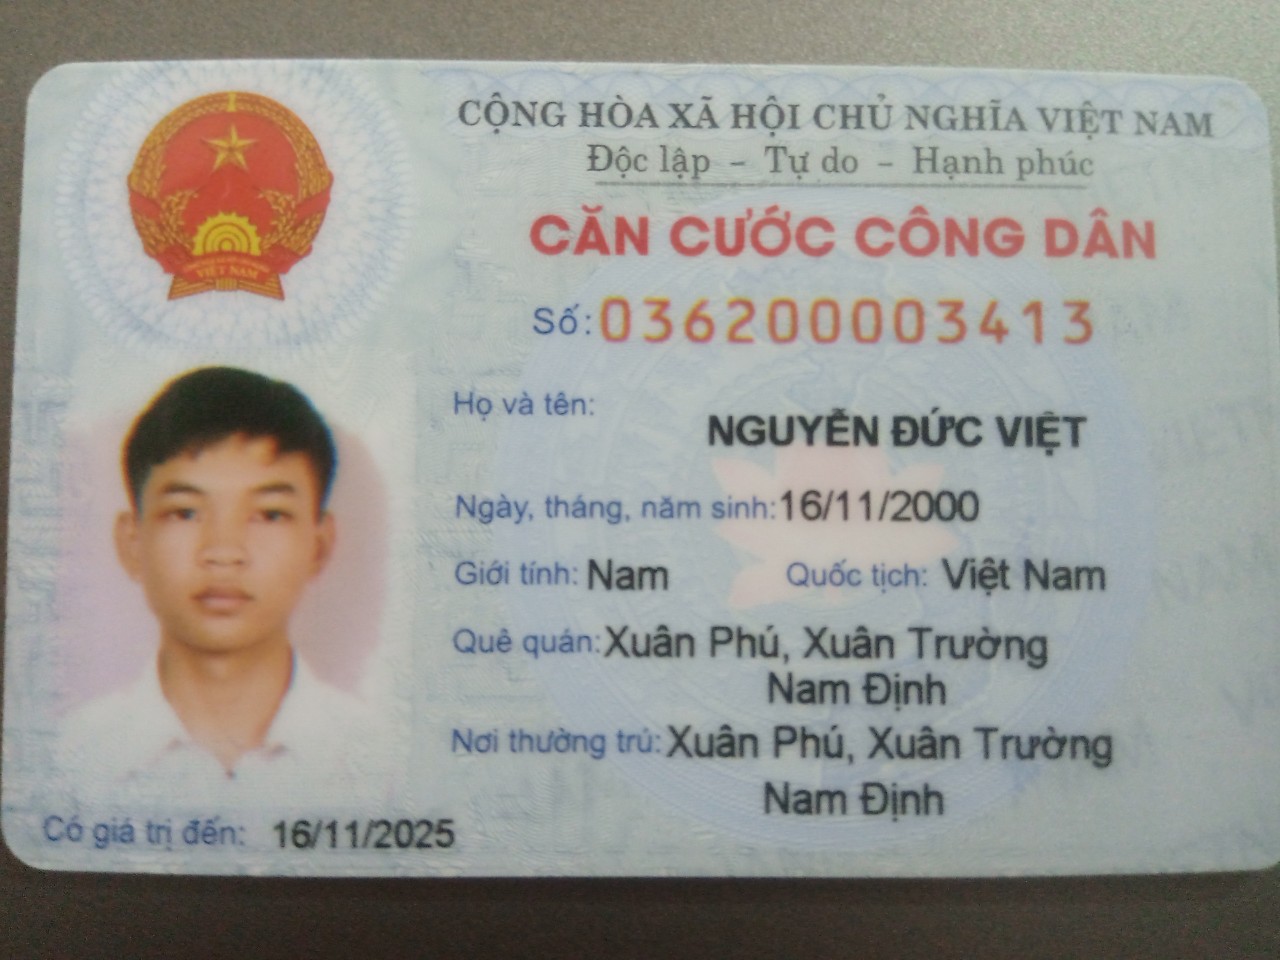 CỘNG HÒA XÃ HỘI CHỦ NGHĨA VIỆT NAM
Độc lập - Tự do - Hạnh phúc
CĂN CƯỚC CÔNG DÂN
Số: 036200003413
Họ và tên:
NGUYỄN ĐỨC VIỆT
Ngày, tháng, năm sinh: 16/11/2000
Giới tính: Nam Quốc tịch: Việt Nam
Quê quán: Xuân Phú, Xuân Trường
Nam Định
Nơi thường trú: Xuân Phú, Xuân Trường
Nam Định
Có giá trị đến: 16/11/2025
VIỆT NAM